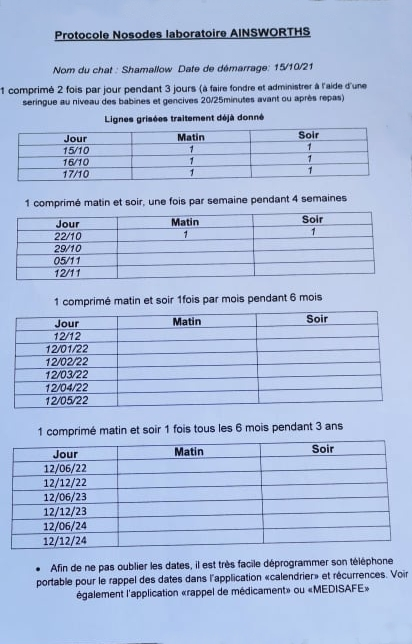 Protocole Nosodes laboratoire AINSWORTHS
Nom du chat : Shamallow Date de démarrage: 15/10/21
1 comprimé 2 fois par jour pendant 3 jours (à faire fondre et administrer à l'aide d'une
seringue au niveau des babines et gencives 20/25minutes avant ou après repas)
Lignes grisées traitement déjà donné
Jour Matin Soir
15/10 1 1
16/10 1 1
17/10 1 1
1 comprimé matin et soir, une fois par semaine pendant 4 semaines
Jour Matin Soir
22/10 1 1
29/10
05/11
12/11
1 comprimé matin et soir 1fois par mois pendant 6 mois
Jour Matin Soir
12/12
12/01/22
12/02/22
12/03/22
12/04/22
12/05/22
1 comprimé matin et soir 1 fois tous les 6 mois pendant 3 ans
Jour Matin Soir
12/06/22
12/12/22
12/06/23
12/12/23
12/06/24
12/12/24
• Afin de ne pas oublier les dates, il est très facile déprogrammer son téléphone
portable pour le rappel des dates dans l'application «calendrier» et récurrences. Voir
également l'application «rappel de médicament» ou «MEDISAFE»